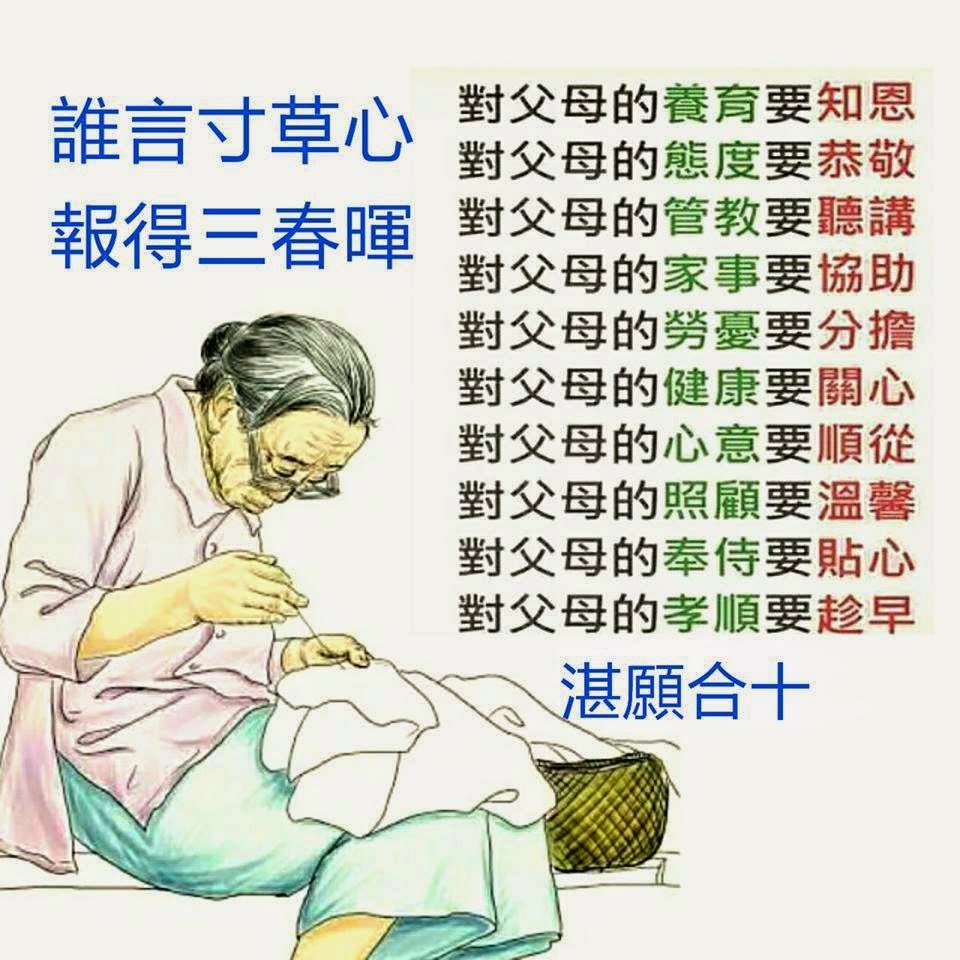 誰言寸草心
報得三春暉
對父母的養育要知恩
對父母的態度要恭敬
對父母的管教要聽講
對父母的家事要協助
對父母的勞憂要分擔
對父母的健康要關心
對父母的心意要順從
對父母的照顧要溫馨
對父母的奉侍要貼心
對父母的孝順要趁早
湛願合十